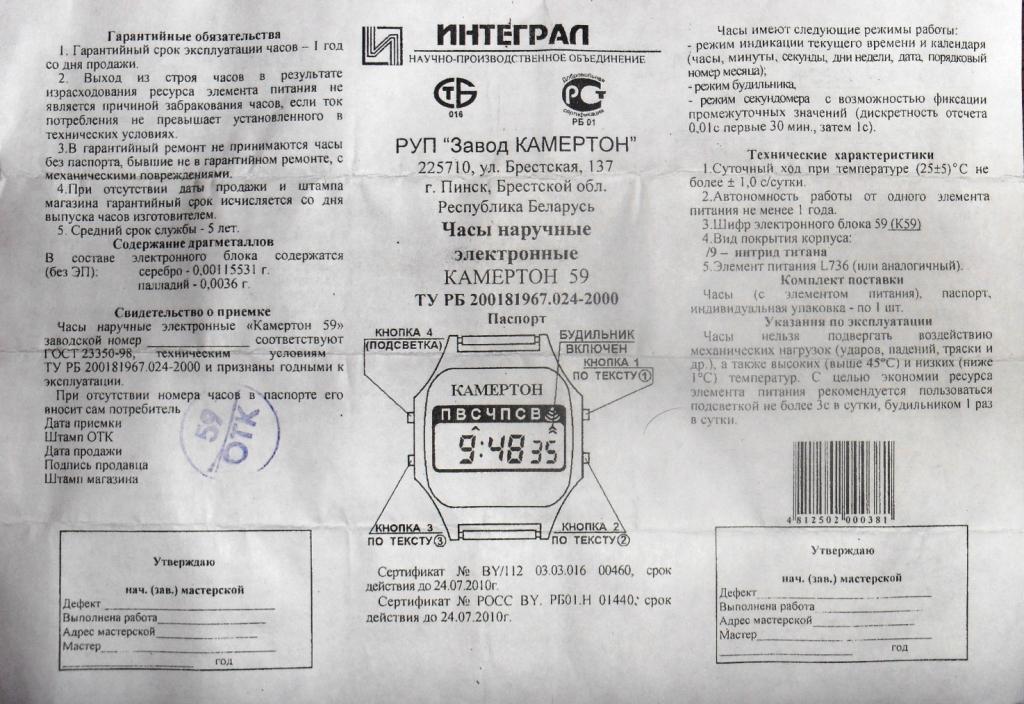 Гарантийные обязательства
1. Гарантийный срок эксплуатации часов – 1 год
со дня продажи.
2. Выход из строя часов в результате
израсходования ресурса элемента питания не
является причиной забракования часов, если ток
потребления не превышает установленного в
технических условиях.
3.В гарантийный ремонт не принимаются часы
без паспорта, бывшие не в гарантийном ремонте, с
механическими повреждениями.
4.При отсутствии даты продажи и штампа
магазина гарантийный срок исчисляется со дня
выпуска часов изготовителем.
5. Средний срок службы - 5 лет.
Содержание драгметаллов
В составе электронного блока содержатся
(без ЭП): серебро - 0,00115531 г.
палладий - 0,0036 г.
Свидетельство о приемке
Часы наручные электронные «Камертон 59»
заводской номер ________________ соответствуют
ГОСТ 23350-98, техническим условиям
ТУ РБ 200181967.024-2000 и признаны годными к
эксплуатации.
При отсутствии номера часов в паспорте его
вносит сам потребитель
Дата приемки
Штамп ОТК
Дата продажи
Подпись продавца
Штамп магазина
59
ОТК
Утверждаю
нач. (зав.) мастерской
Дефект
Выполнена работа
Адрес мастерской
Мастер
год
ИНТЕГРАЛ
НАУЧНО-ПРОИЗВОДСТВЕННОЕ ОБЪЕДИНЕНИЕ
СТБ
016
Добровольная
РСТ
сертификация
РБ 01
РУП "Завод КАМЕРТОН"
225710, ул. Брестская, 137
г. Пинск, Брестской обл.
Республика Беларусь
Часы наручные
электронные
КАМЕРТОН 59
ТУ РБ 200181967.024-2000
Паспорт
КНОПКА 4
(ПОДСВЕТКА)
БУДИЛЬНИК
ВКЛЮЧЕН
КНОПКА 1
ПО ТЕКСТУ①
КАМЕРТОН
П В С Ч П С В
9:48 35
КНОПКА 3
ПО ТЕКСТУ③
КНОПКА 2
ПО ТЕКСТУ②
Сертификат № BY/112 03.03.016 00460, срок
действия до 24.07.2010г.
Сертификат № РОСС BY. РБ01.Н 01440; срок
действия до 24.07.2010г.
Часы имеют следующие режимы работы:
- режим индикации текущего времени и календаря
(часы, минуты, секунды, дни недели, дата, порядковый
номер месяца);
- режим будильника,
- режим секундомера с возможностью фиксации
промежуточных значений (дискретность отсчета
0,01с первые 30 мин., затем 1с).
Технические характеристики
1.Суточный ход при температуре (25±5)°С не
более ± 1,0 с/сутки.
2.Автономность работы от одного элемента
питания не менее 1 года.
3.Шифр электронного блока 59 (К59)
4.Вид покрытия корпуса:
/9 – нитрид титана
5.Элемент питания L736 (или аналогичный).
Комплект поставки
Часы (с элементом питания), паспорт,
индивидуальная упаковка - по 1 шт.
Указания по эксплуатации
Часы нельзя подвергать воздействию
механических нагрузок (ударов, падений, тряски и
др.), а также высоких (выше 45°С) и низких (ниже
1°С) температур. С целью экономии ресурса
элемента питания рекомендуется пользоваться
подсветкой не более 3с в сутки, будильником 1 раз
в сутки.
4 812502 000381
Утверждаю
нач. (зав.) мастерской
Дефект
Выполнена работа
Адрес мастерской
Мастер
год